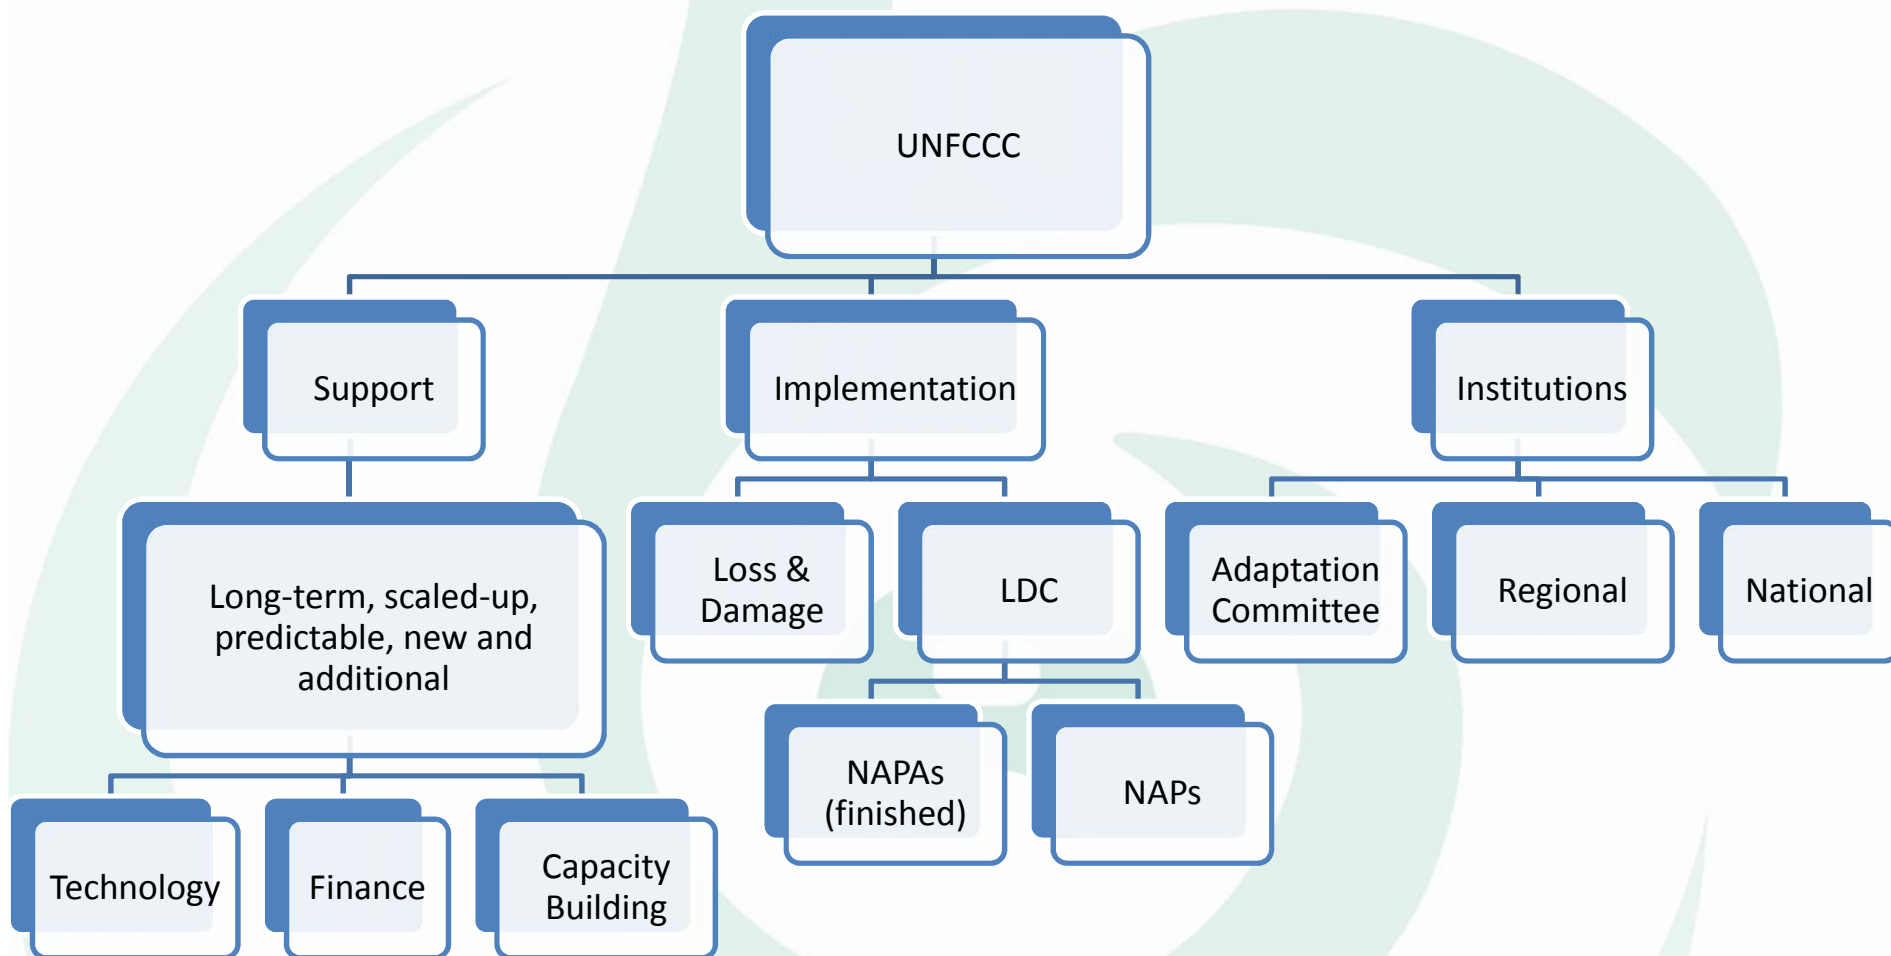 UNFCCC
Support
Implementation
Institutions
Long-term, scaled-up,
predictable, new and
additional
Loss &
Damage
LDC
Adaptation
Committee
Regional
National
NAPAs
(finished)
NAPs
Technology
Finance
Capacity
Building